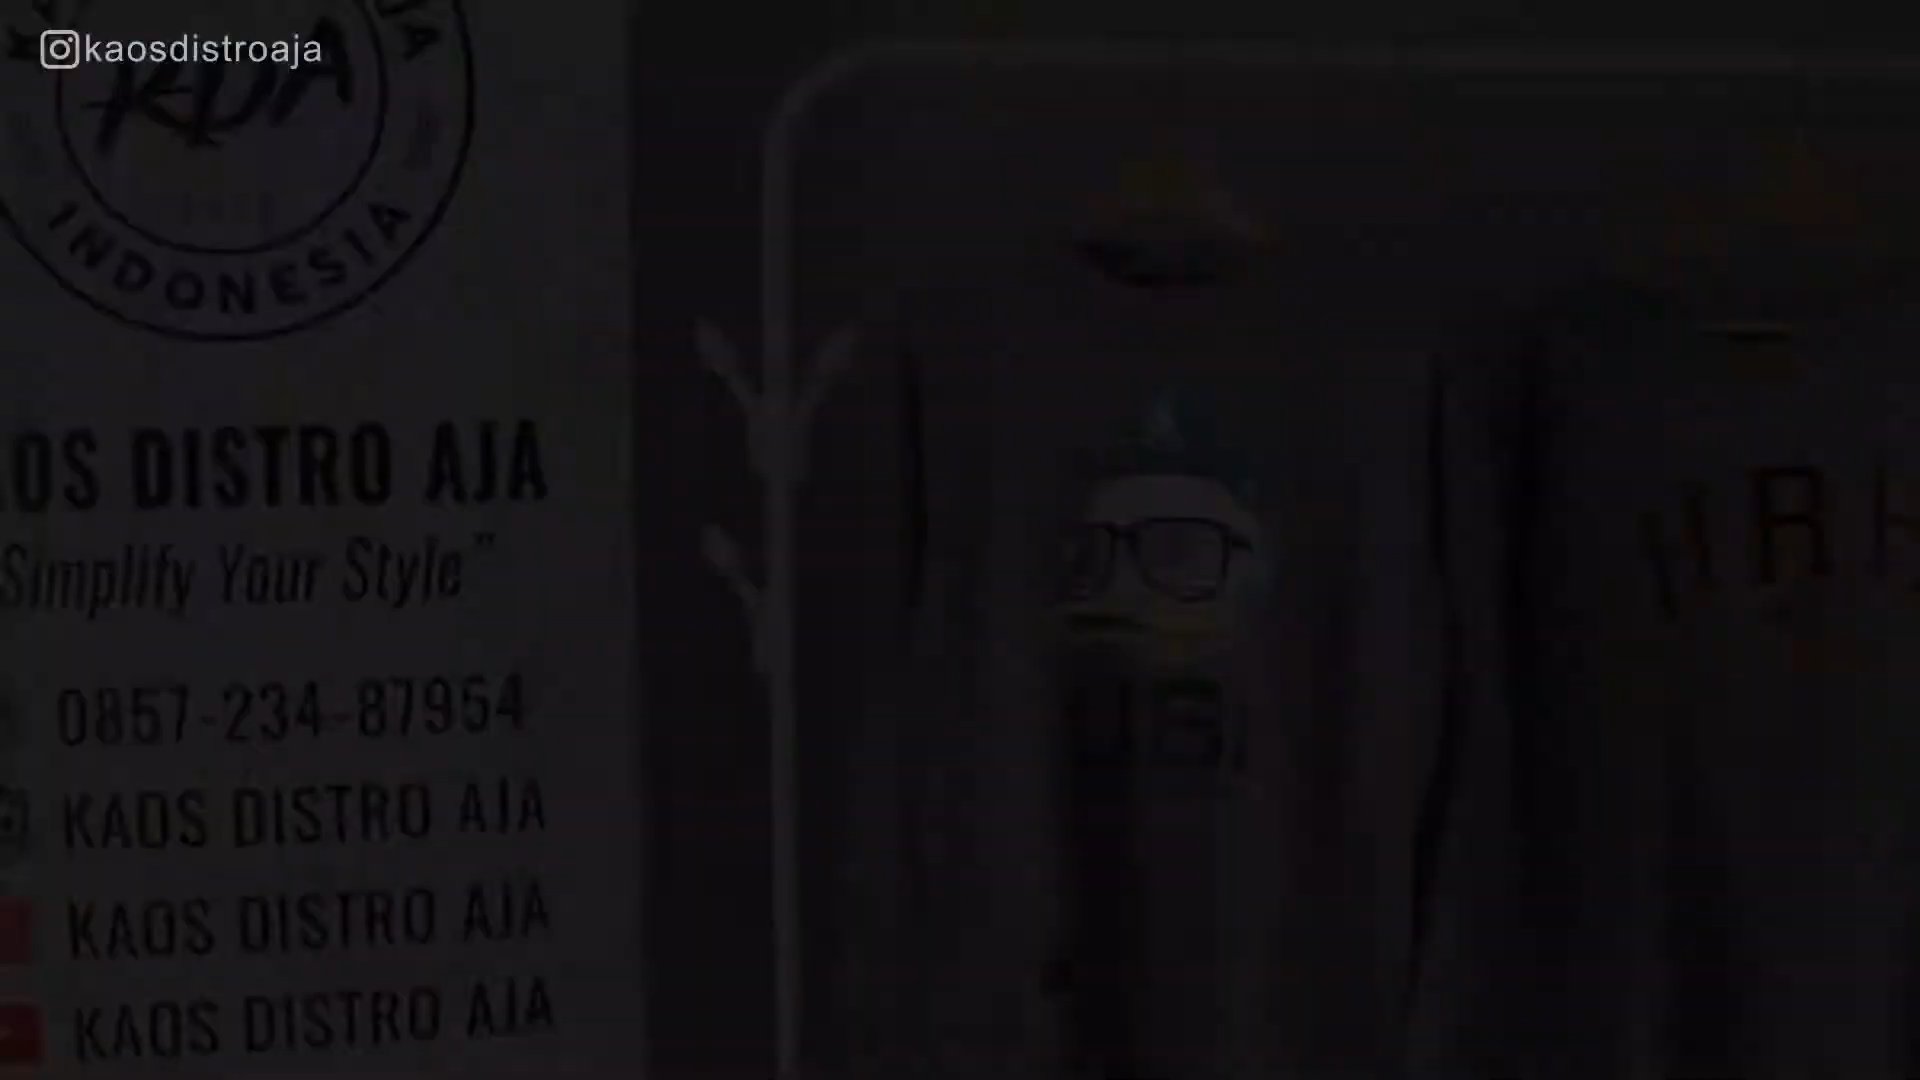 kaosdistroaja
KDA
INDONESIA
OS DISTRO AJA
Simplify Your Style"
0857-234-87954
KAOS DISTRO AJA
KAOS DISTRO AJA
KAOS DISTRO AJA